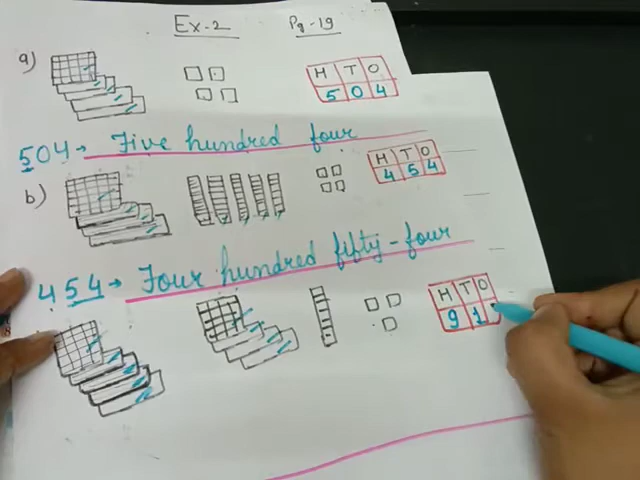 Ex-2 Pg-19
a)
H T O
5 0 4
504→ Five hundred four
b)
H T O
4 5 4
454→ Four hundred fifty-four
H T O
9 1